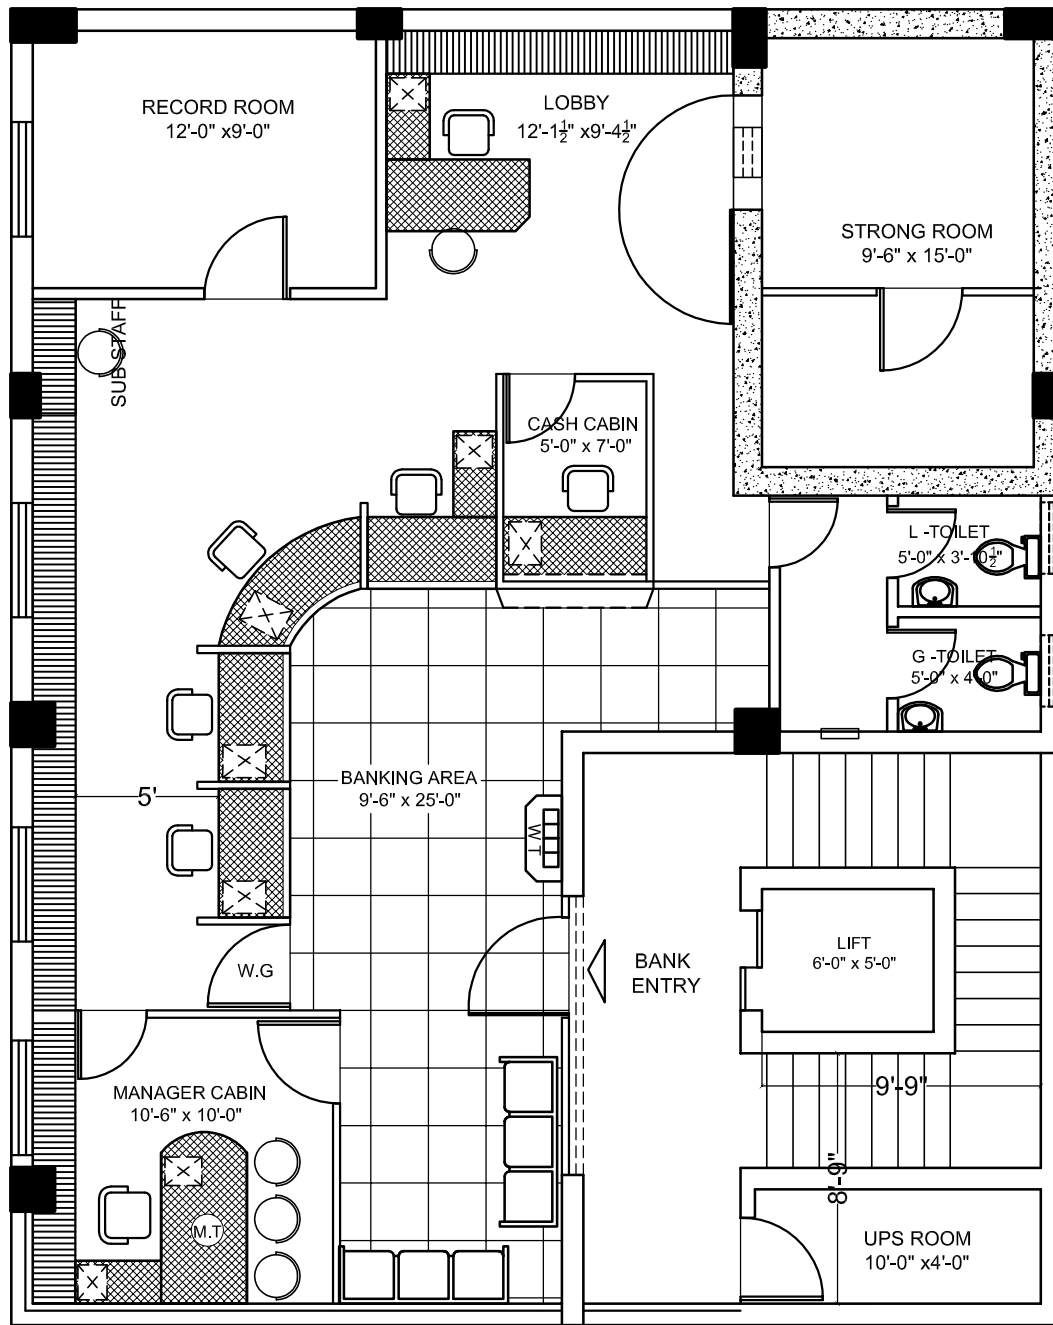 RECORD ROOM
12'-0" x9'-0"
LOBBY
12'-1½" x9'-4½"
STRONG ROOM
9'-6" x 15'-0"
SUB STAFF
CASH CABIN
5'-0" x 7'-0"
L -TOILET
5'-0" x 3'-10½"
G -TOILET
5'-0" x 4'-0"
BANKING AREA
9'-6" x 25'-0"
5'
W.T
LIFT
6'-0" x 5'-0"
BANK
ENTRY
W.G
9'-9"
MANAGER CABIN
10'-6" x 10'-0"
8'-9"
M.T
UPS ROOM
10'-0" x4'-0"